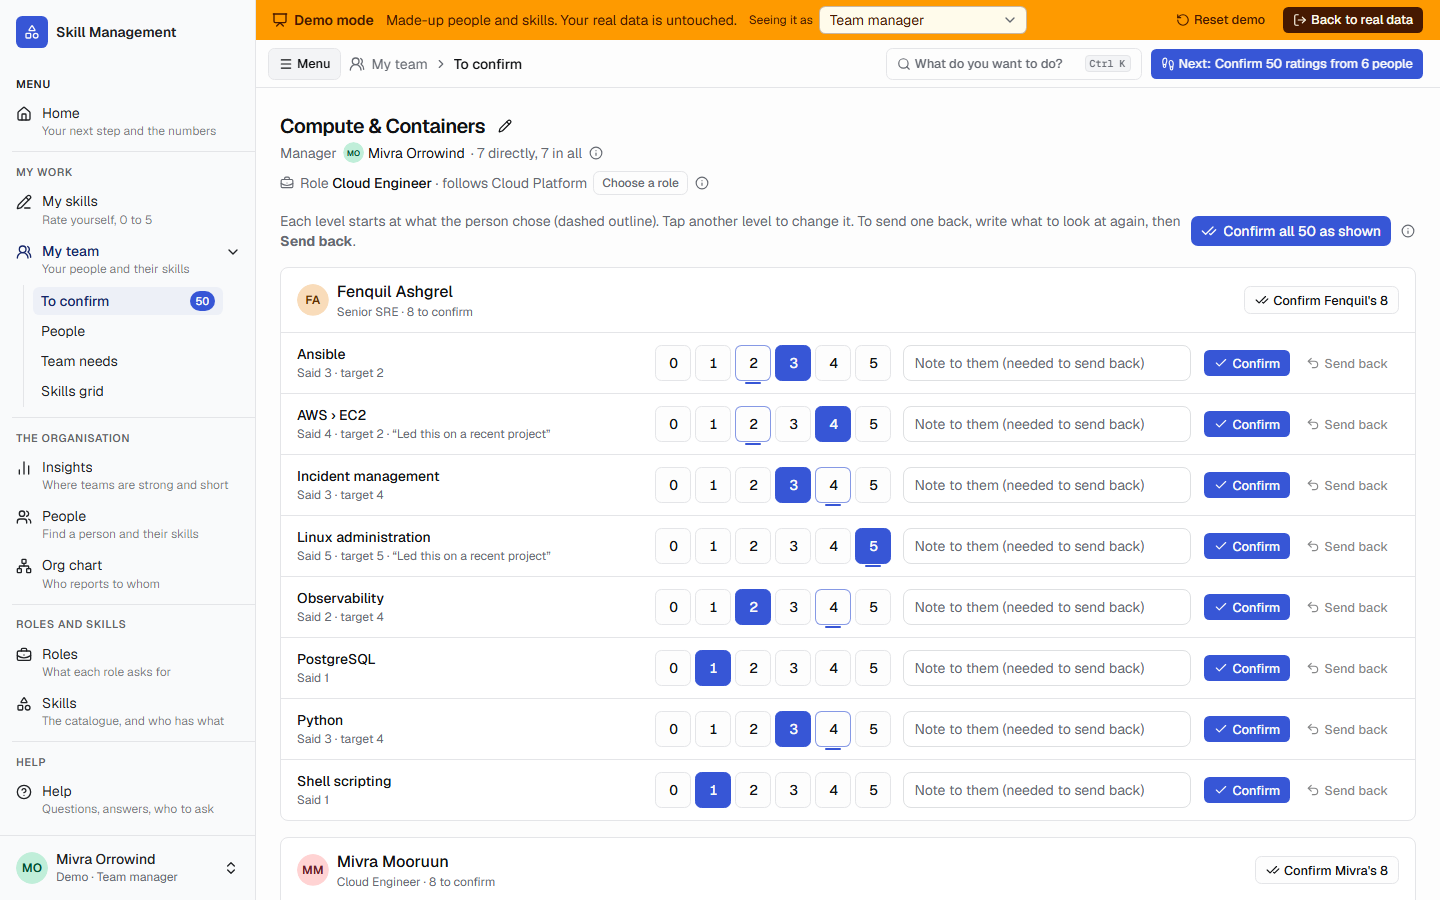 Skill Management
MENU
Home
Your next step and the numbers
MY WORK
My skills
Rate yourself, 0 to 5
My team
Your people and their skills
To confirm 50
People
Team needs
Skills grid
THE ORGANISATION
Insights
Where teams are strong and short
People
Find a person and their skills
Org chart
Who reports to whom
ROLES AND SKILLS
Roles
What each role asks for
Skills
The catalogue, and who has what
HELP
Help
Questions, answers, who to ask
MO Mivra Orrowind
Demo · Team manager
Demo mode Made-up people and skills. Your real data is untouched. Seeing it as Team manager Reset demo Back to real data
Menu My team › To confirm What do you want to do? Ctrl K Next: Confirm 50 ratings from 6 people
Compute & Containers
Manager MO Mivra Orrowind · 7 directly, 7 in all
Role Cloud Engineer · follows Cloud Platform Choose a role
Each level starts at what the person chose (dashed outline). Tap another level to change it. To send one back, write what to look at again, then
Send back.
Confirm all 50 as shown
FA Fenquil Ashgrel
Senior SRE · 8 to confirm
Confirm Fenquil's 8
Ansible
Said 3 · target 2
0 1 2 3 4 5 Note to them (needed to send back) Confirm Send back
AWS › EC2
Said 4 · target 2 · “Led this on a recent project”
0 1 2 3 4 5 Note to them (needed to send back) Confirm Send back
Incident management
Said 3 · target 4
0 1 2 3 4 5 Note to them (needed to send back) Confirm Send back
Linux administration
Said 5 · target 5 · “Led this on a recent project”
0 1 2 3 4 5 Note to them (needed to send back) Confirm Send back
Observability
Said 2 · target 4
0 1 2 3 4 5 Note to them (needed to send back) Confirm Send back
PostgreSQL
Said 1
0 1 2 3 4 5 Note to them (needed to send back) Confirm Send back
Python
Said 3 · target 4
0 1 2 3 4 5 Note to them (needed to send back) Confirm Send back
Shell scripting
Said 1
0 1 2 3 4 5 Note to them (needed to send back) Confirm Send back
MM Mivra Mooruun
Cloud Engineer · 8 to confirm
Confirm Mivra's 8